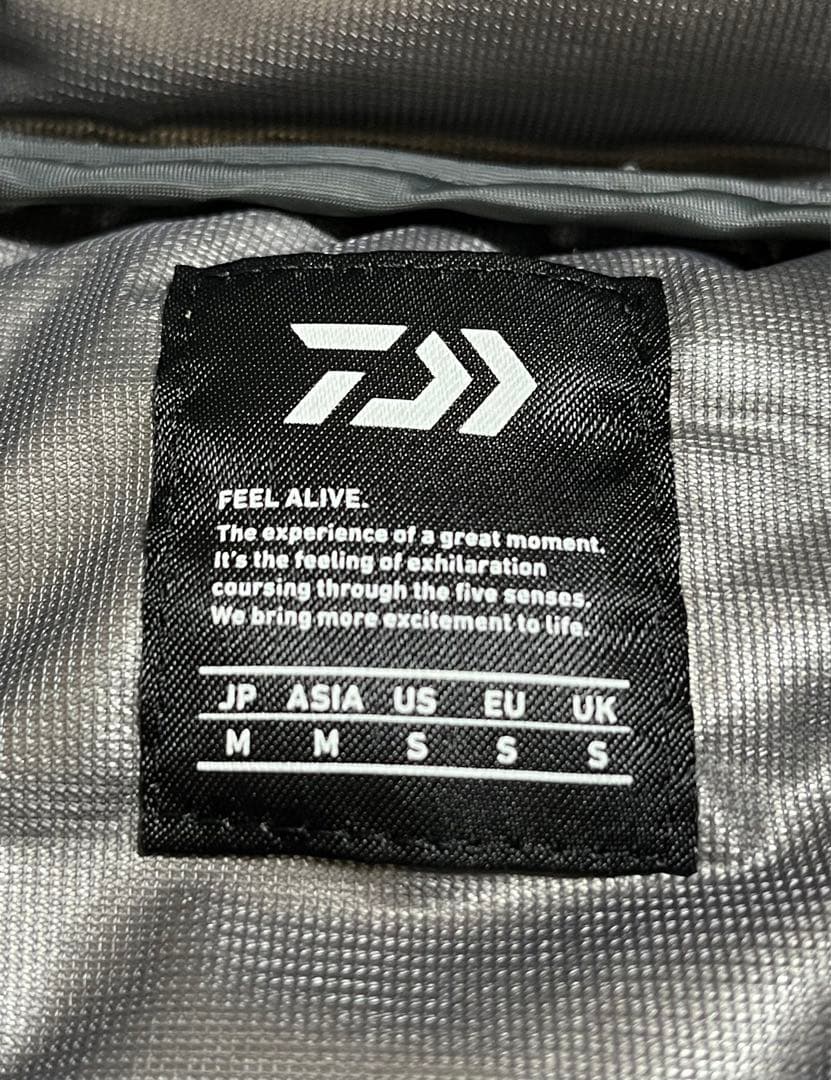 FEEL ALIVE.
The experience of a great moment.
It's the feeling of exhilaration
coursing through the five senses.
We bring more excitement to life.
JP ASIA US EU UK
M M S S S